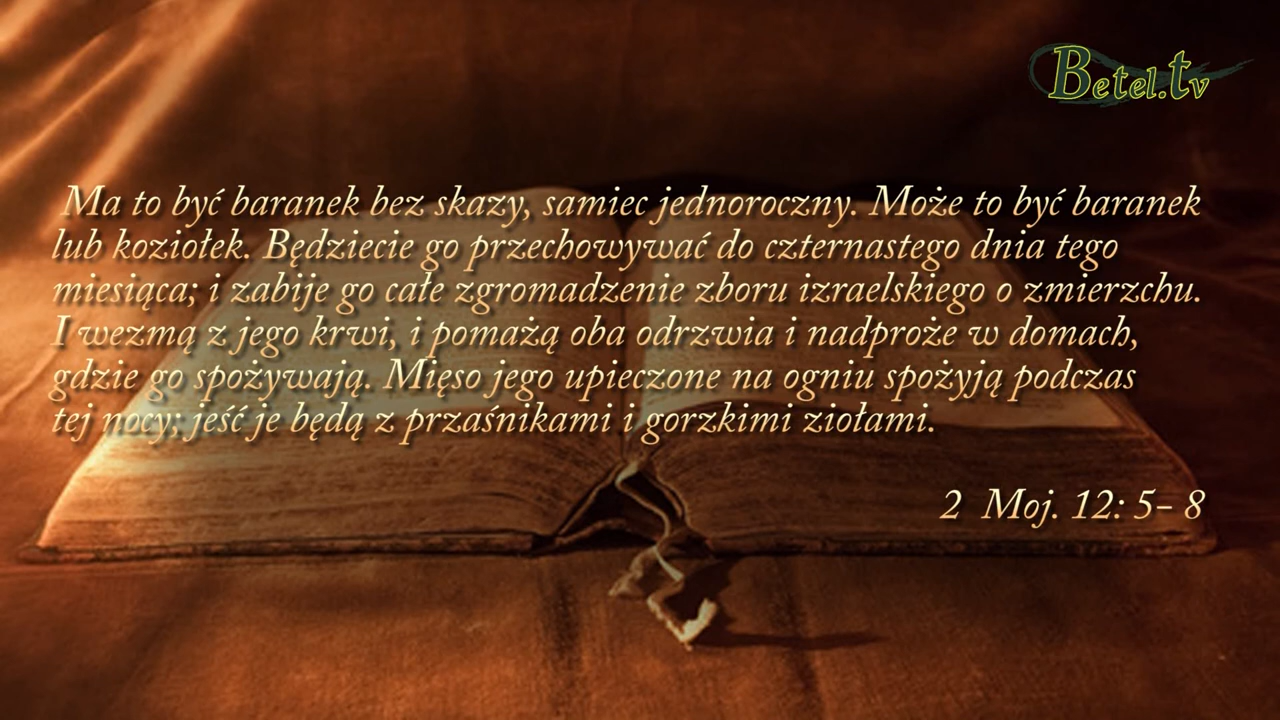 Betel.tv
Ma to być baranek bez skazy, samiec jednoroczny. Może to być baranek
lub koziołek. Będziecie go przechowywać do czternastego dnia tego
miesiąca; i zabije go całe zgromadzenie zboru izraelskiego o zmierzchu.
I wezmą z jego krwi, i pomażą oba odrzwia i nadproże w domach,
gdzie go spożywają. Mięso jego upieczone na ogniu spożyją podczas
tej nocy; jeść je będą z przaśnikami i gorzkimi ziołami.
2 Moj. 12: 5- 8